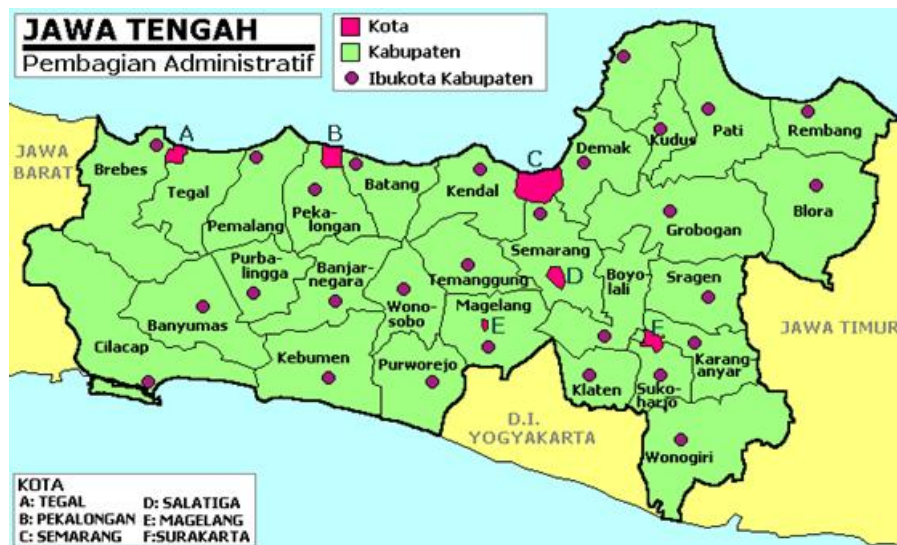 JAWA TENGAH
Pembagian Administratif
Kota
Kabupaten
Ibukota Kabupaten
JAWA
BARAT
A
B
C
Brebes
Tegal
Pemalang
Peka-
longan
Batang
Kendal
Demak
Kudus
Pati
Rembang
Blora
Grobogan
Semarang
D
Boyo
lali
Sragen
Purba-
lingga
Banjar-
negara
Wono-
sobo
Temanggung
Magelang
E
F
Karang-
anyar
Banyumas
Cilacap
Kebumen
Purworejo
Klaten
Suko-
harjo
Wonogiri
JAWA TIMUR
D.I.
YOGYAKARTA
KOTA
A: TEGAL D: SALATIGA
B: PEKALONGAN E: MAGELANG
C: SEMARANG F:SURAKARTA